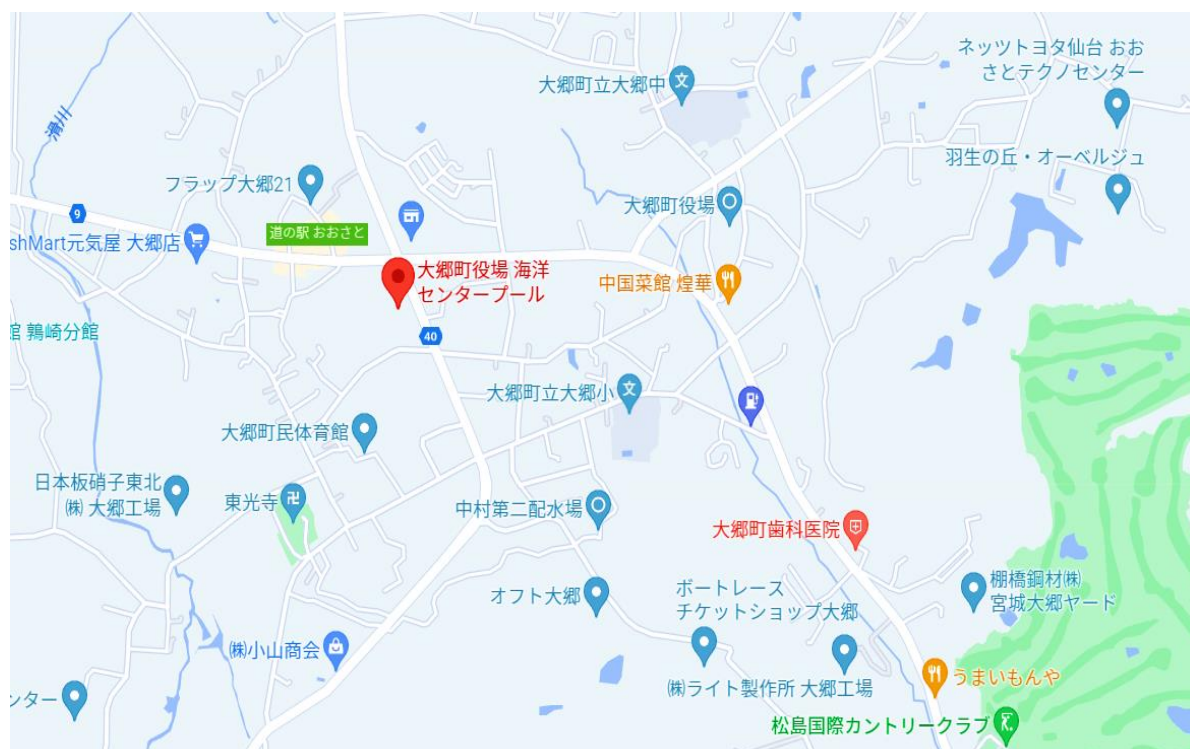 ネッツトヨタ仙台 おお
さとテクノセンター
大郷町立大郷中
滑川
羽生の丘・オーベルジュ
フラップ大郷21
大郷町役場
9
道の駅 おおさと
shMart元気屋 大郷店
大郷町役場 海洋
センタープール
中国菜館 煌華
館 鶉崎分館
40
大郷町立大郷小
大郷町民体育館
日本板硝子東北
㈱ 大郷工場
東光寺
中村第二配水場
大郷町歯科医院
オフト大郷
ボートレース
チケットショップ大郷
棚橋鋼材㈱
宮城大郷ヤード
㈱小山商会
㈱ライト製作所 大郷工場
うまいもんや
ンター
松島国際カントリークラブ